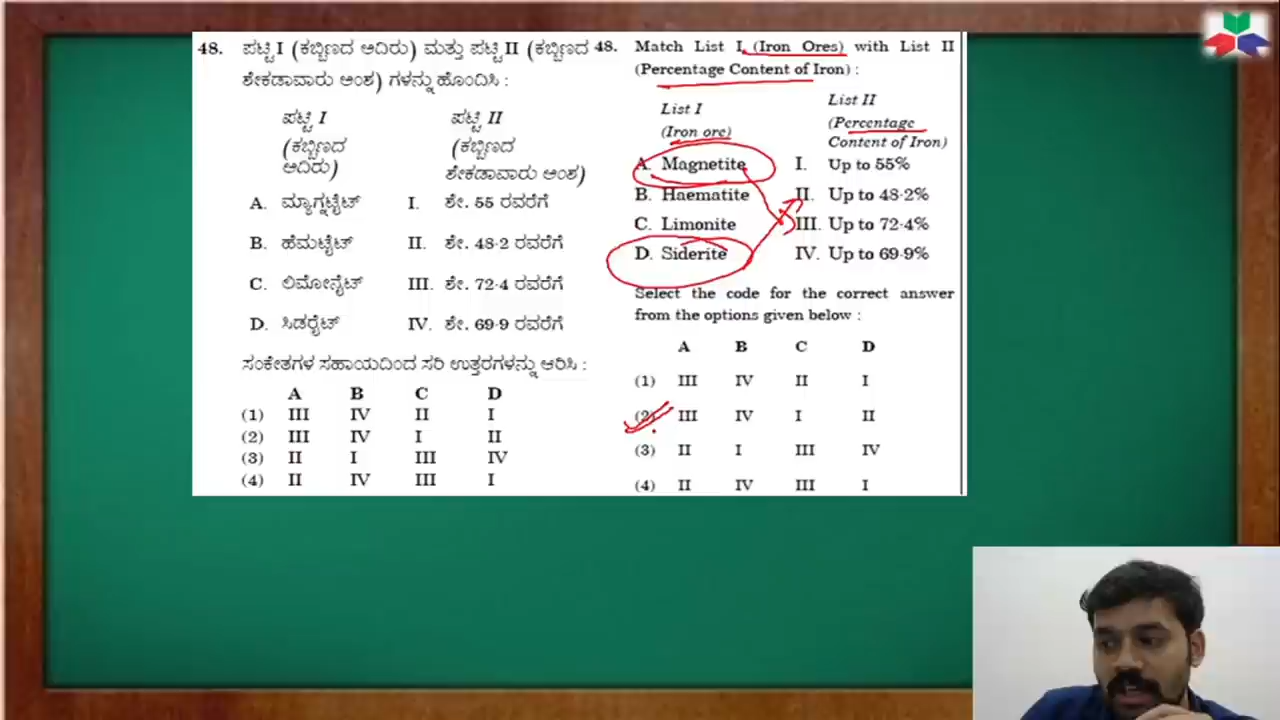 48. ಪಟ್ಟಿ I (ಕಬ್ಬಿಣದ ಅದಿರು) ಮತ್ತು ಪಟ್ಟಿ II (ಕಬ್ಬಿಣದ
ಶೇಕಡಾವಾರು ಅಂಶ) ಗಳನ್ನು ಹೊಂದಿಸಿ :
ಪಟ್ಟಿ I ಪಟ್ಟಿ II
(ಕಬ್ಬಿಣದ (ಕಬ್ಬಿಣದ
ಅದಿರು) ಶೇಕಡಾವಾರು ಅಂಶ)
A. ಮ್ಯಾಗ್ನಟೈಟ್ I. ಶೇ. 55 ರವರೆಗೆ
B. ಹೆಮಟೈಟ್ II. ಶೇ. 48·2 ರವರೆಗೆ
C. ಲಿಮೋನೈಟ್ III. ಶೇ. 72·4 ರವರೆಗೆ
D. ಸಿಡರೈಟ್ IV. ಶೇ. 69·9 ರವರೆಗೆ
ಸಂಕೇತಗಳ ಸಹಾಯದಿಂದ ಸರಿ ಉತ್ತರಗಳನ್ನು ಆರಿಸಿ :
A B C D
(1) III IV II I
(2) III IV I II
(3) II I III IV
(4) II IV III I
48. Match List I (Iron Ores) with List II
(Percentage Content of Iron) :
List I List II
(Iron ore) (Percentage
Content of Iron)
A. Magnetite I. Up to 55%
B. Haematite II. Up to 48·2%
C. Limonite III. Up to 72·4%
D. Siderite IV. Up to 69·9%
Select the code for the correct answer
from the options given below :
A B C D
(1) III IV II I
(2) III IV I II
(3) II I III IV
(4) II IV III I